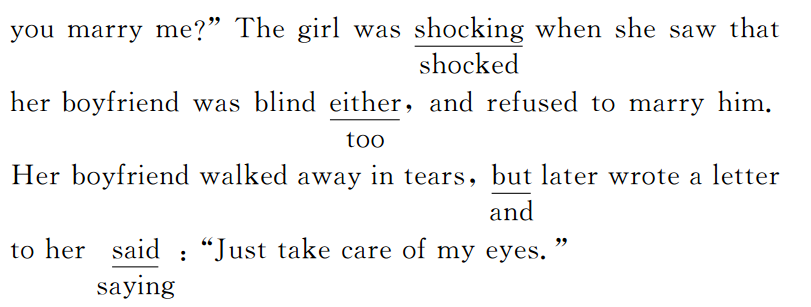 you marry me?” The girl was shocking when she saw that
shocked
her boyfriend was blind either，and refused to marry him.
too
Her boyfriend walked away in tears，but later wrote a letter
and
to her said：“Just take care of my eyes.”
saying